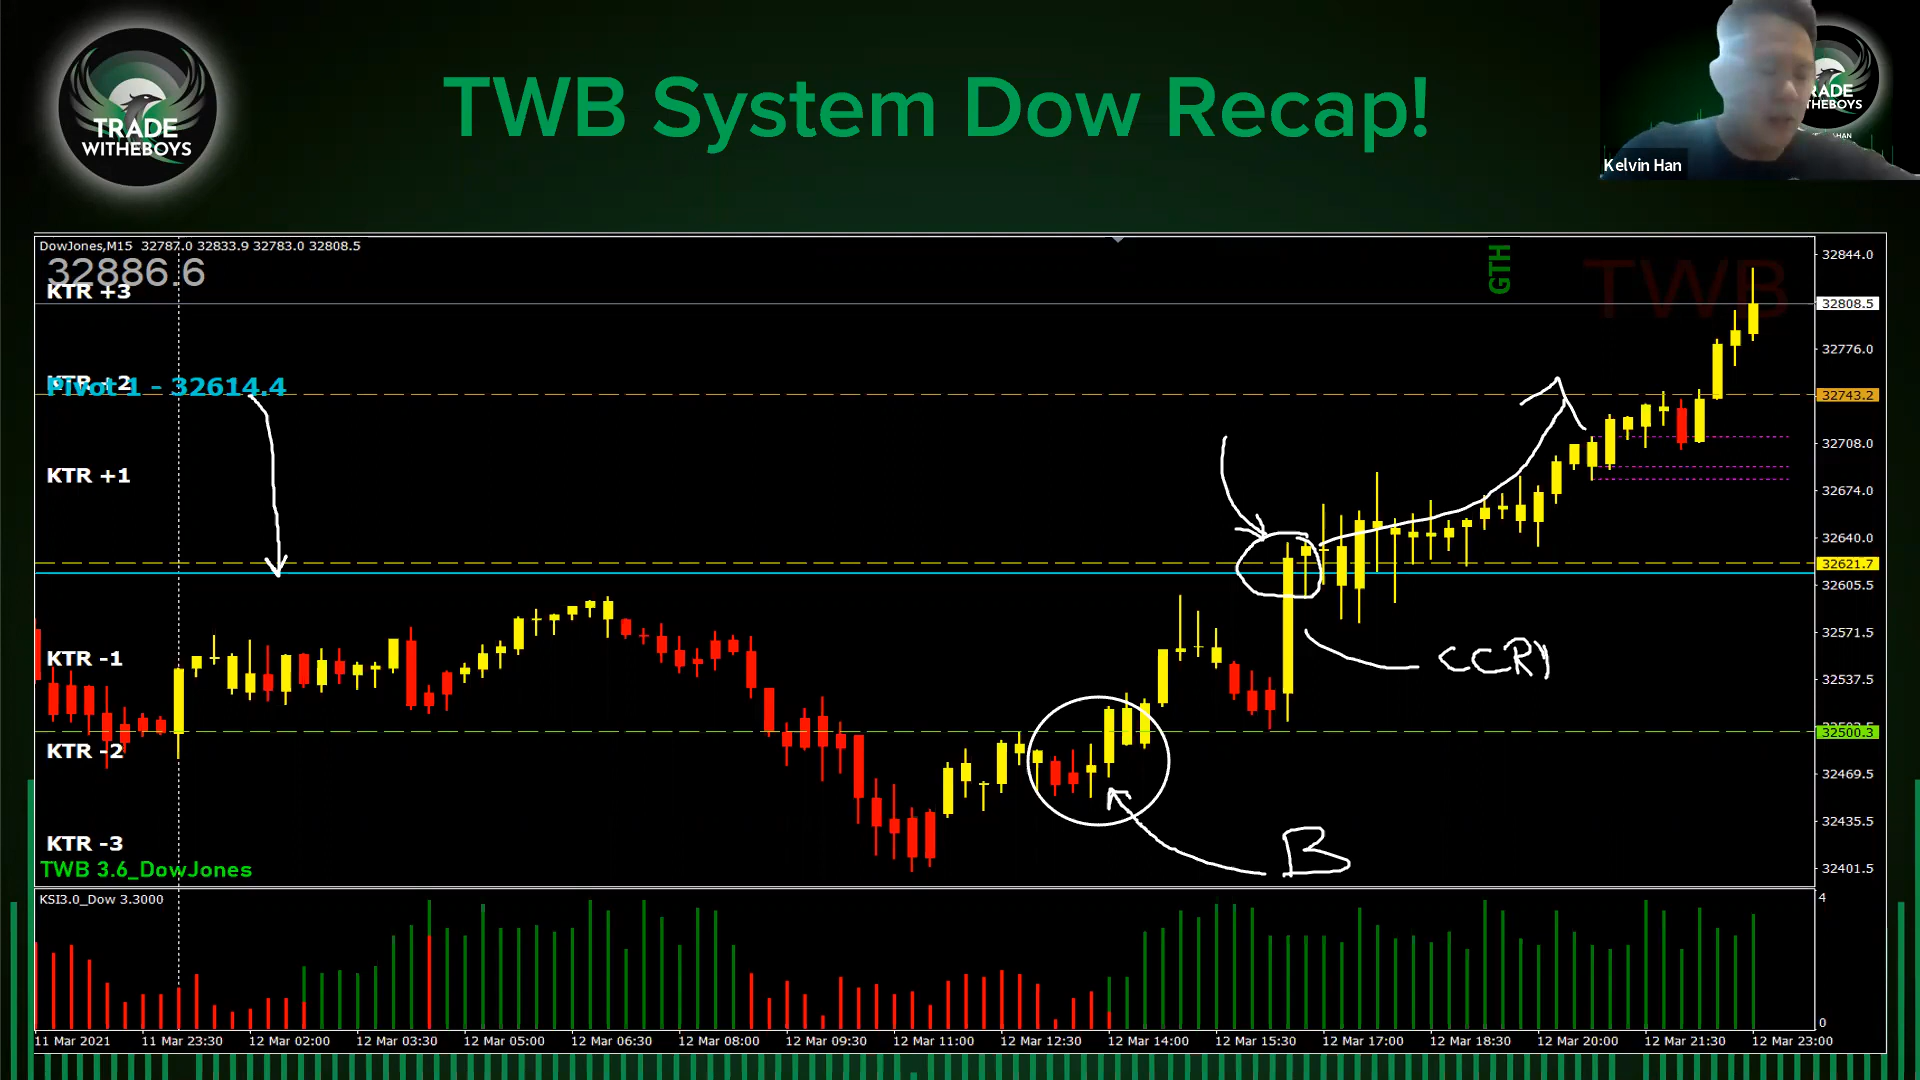 TRADE
WITHEBOYS
TWB System Dow Recap!
RADE
THEBOYS
Kelvin Han
DowJones,M15 32787.0 32833.9 32783.0 32808.5
32886.6
KTR +3
KTR +2
Pivot 1 - 32614.4
KTR +1
KTR -1
KTR -2
KTR -3
TWB 3.6_DowJones
GTH
TWB
CCRY
B
32844.0
32808.5
32776.0
32743.2
32708.0
32674.0
32640.0
32621.7
32605.5
32571.5
32537.5
32500.3
32469.5
32435.5
32401.5
KSI3.0_Dow 3.3000
4
0
11 Mar 2021
11 Mar 23:30
12 Mar 02:00
12 Mar 03:30
12 Mar 05:00
12 Mar 06:30
12 Mar 08:00
12 Mar 09:30
12 Mar 11:00
12 Mar 12:30
12 Mar 14:00
12 Mar 15:30
12 Mar 17:00
12 Mar 18:30
12 Mar 20:00
12 Mar 21:30
12 Mar 23:00